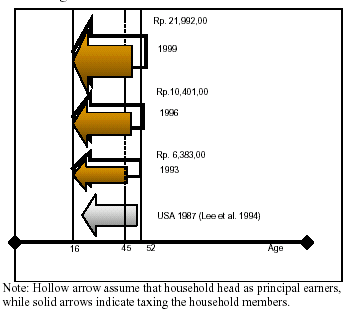 Rp. 21,992,00
1999
Rp.10,401,00
1996
Rp. 6,383,00
1993
USA 1987 (Lee et al. 1994)
16 45 52 Age
Note: Hollow arrow assume that household head as principal earners,
while solid arrows indicate taxing the household members.